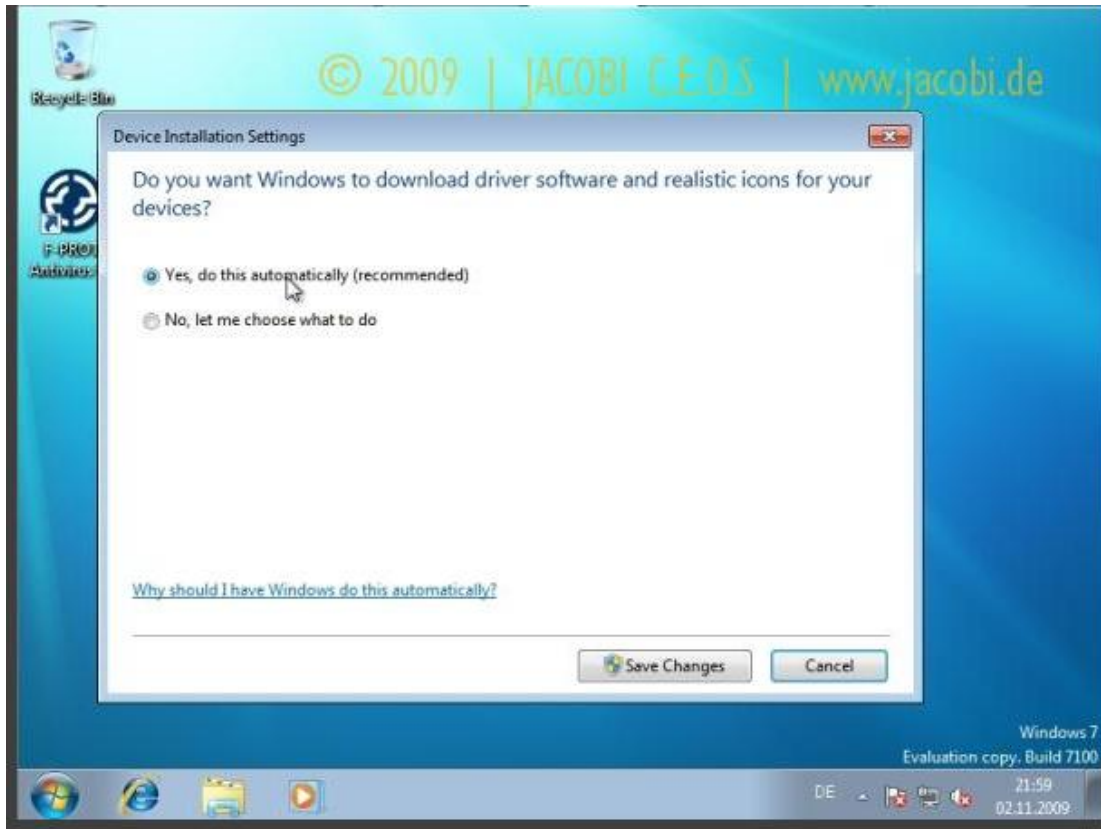 © 2009 | JACOBI C.E.O.S | www.jacobi.de
Recycle Bin
Device Installation Settings
Do you want Windows to download driver software and realistic icons for your
devices?
F-PROT
Antivirus
Yes, do this automatically (recommended)
No, let me choose what to do
Why should I have Windows do this automatically?
Save Changes
Cancel
Windows 7
Evaluation copy. Build 7100
DE
21:59
02.11.2009